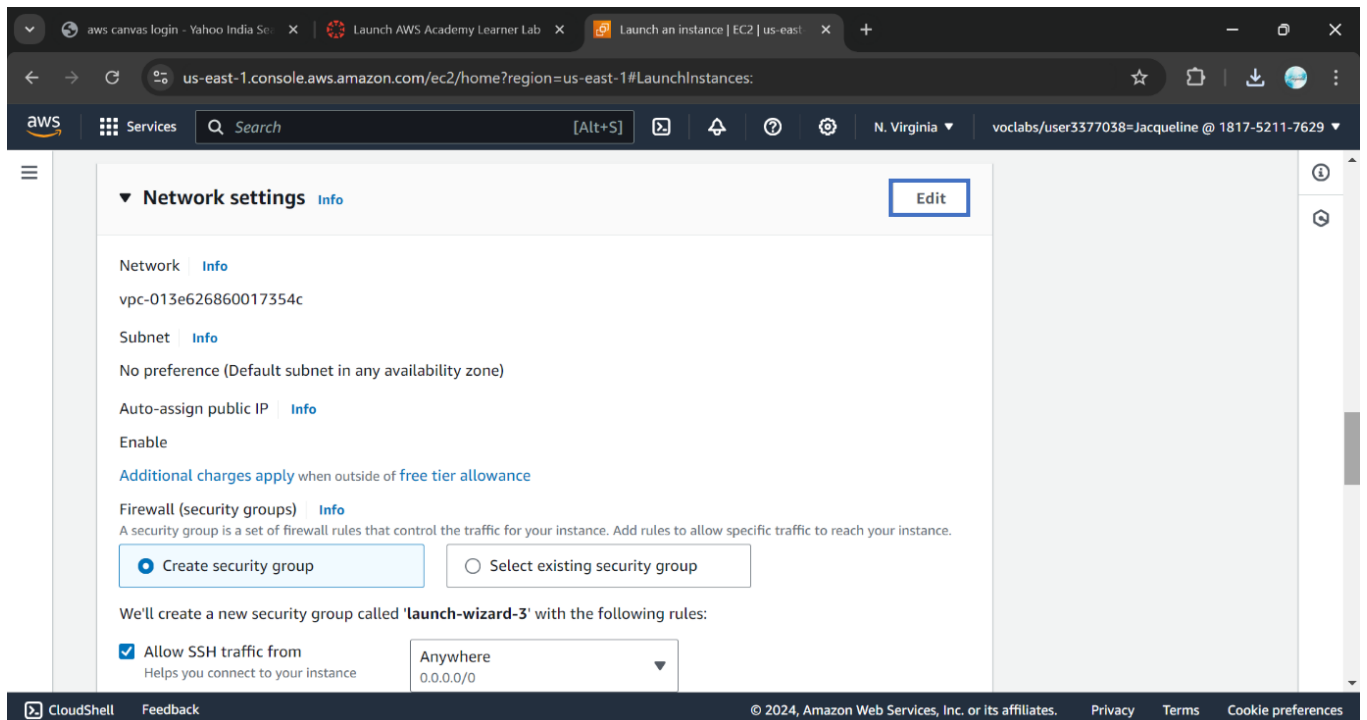 aws canvas login - Yahoo India Sea
Launch AWS Academy Learner Lab
Launch an instance | EC2 | us-east-
us-east-1.console.aws.amazon.com/ec2/home?region=us-east-1#LaunchInstances:
aws
Services
Search
[Alt+S]
N. Virginia
voclabs/user3377038=Jacqueline @ 1817-5211-7629
Network settings Info
Edit
Network Info
vpc-013e626860017354c
Subnet Info
No preference (Default subnet in any availability zone)
Auto-assign public IP Info
Enable
Additional charges apply when outside of free tier allowance
Firewall (security groups) Info
A security group is a set of firewall rules that control the traffic for your instance. Add rules to allow specific traffic to reach your instance.
Create security group
Select existing security group
We'll create a new security group called 'launch-wizard-3' with the following rules:
Allow SSH traffic from
Helps you connect to your instance
Anywhere
0.0.0.0/0
CloudShell Feedback © 2024, Amazon Web Services, Inc. or its affiliates. Privacy Terms Cookie preferences